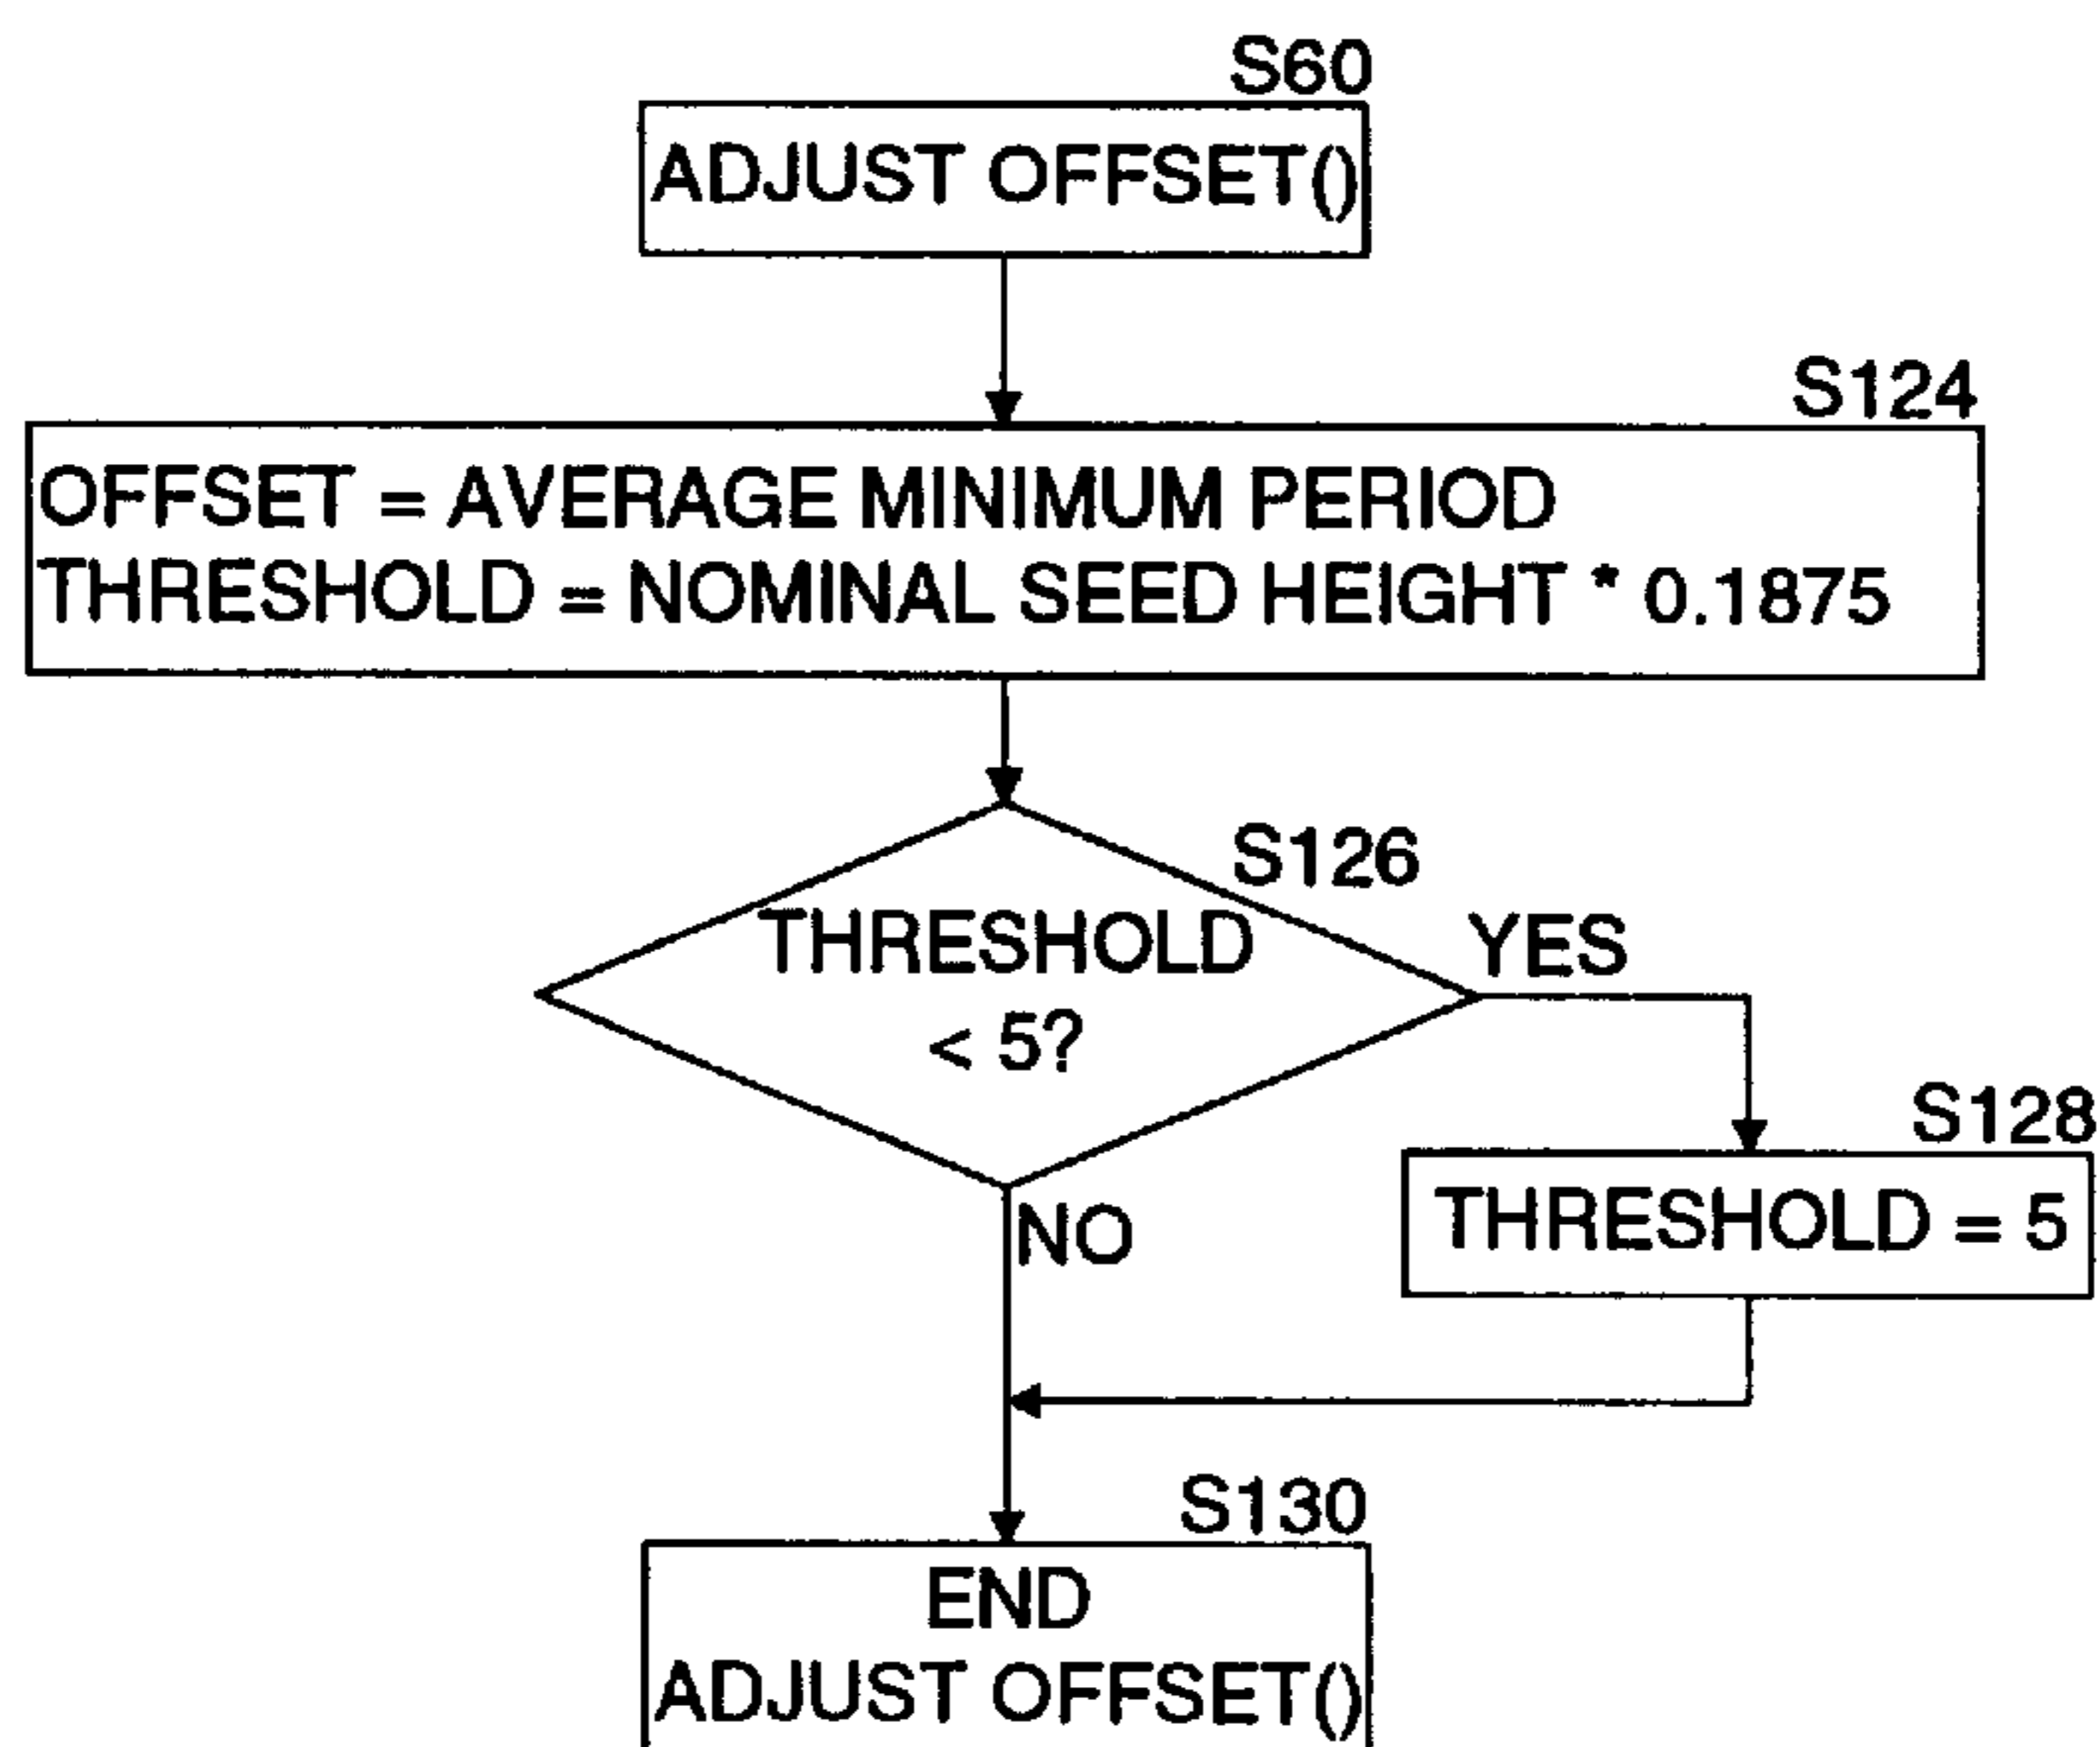 S60
ADJUST OFFSET()
S124
OFFSET = AVERAGE MINIMUM PERIOD
THRESHOLD = NOMINAL SEED HEIGHT * 0.1875
S126
THRESHOLD
< 5?
YES
S128
THRESHOLD = 5
NO
S130
END
ADJUST OFFSET()